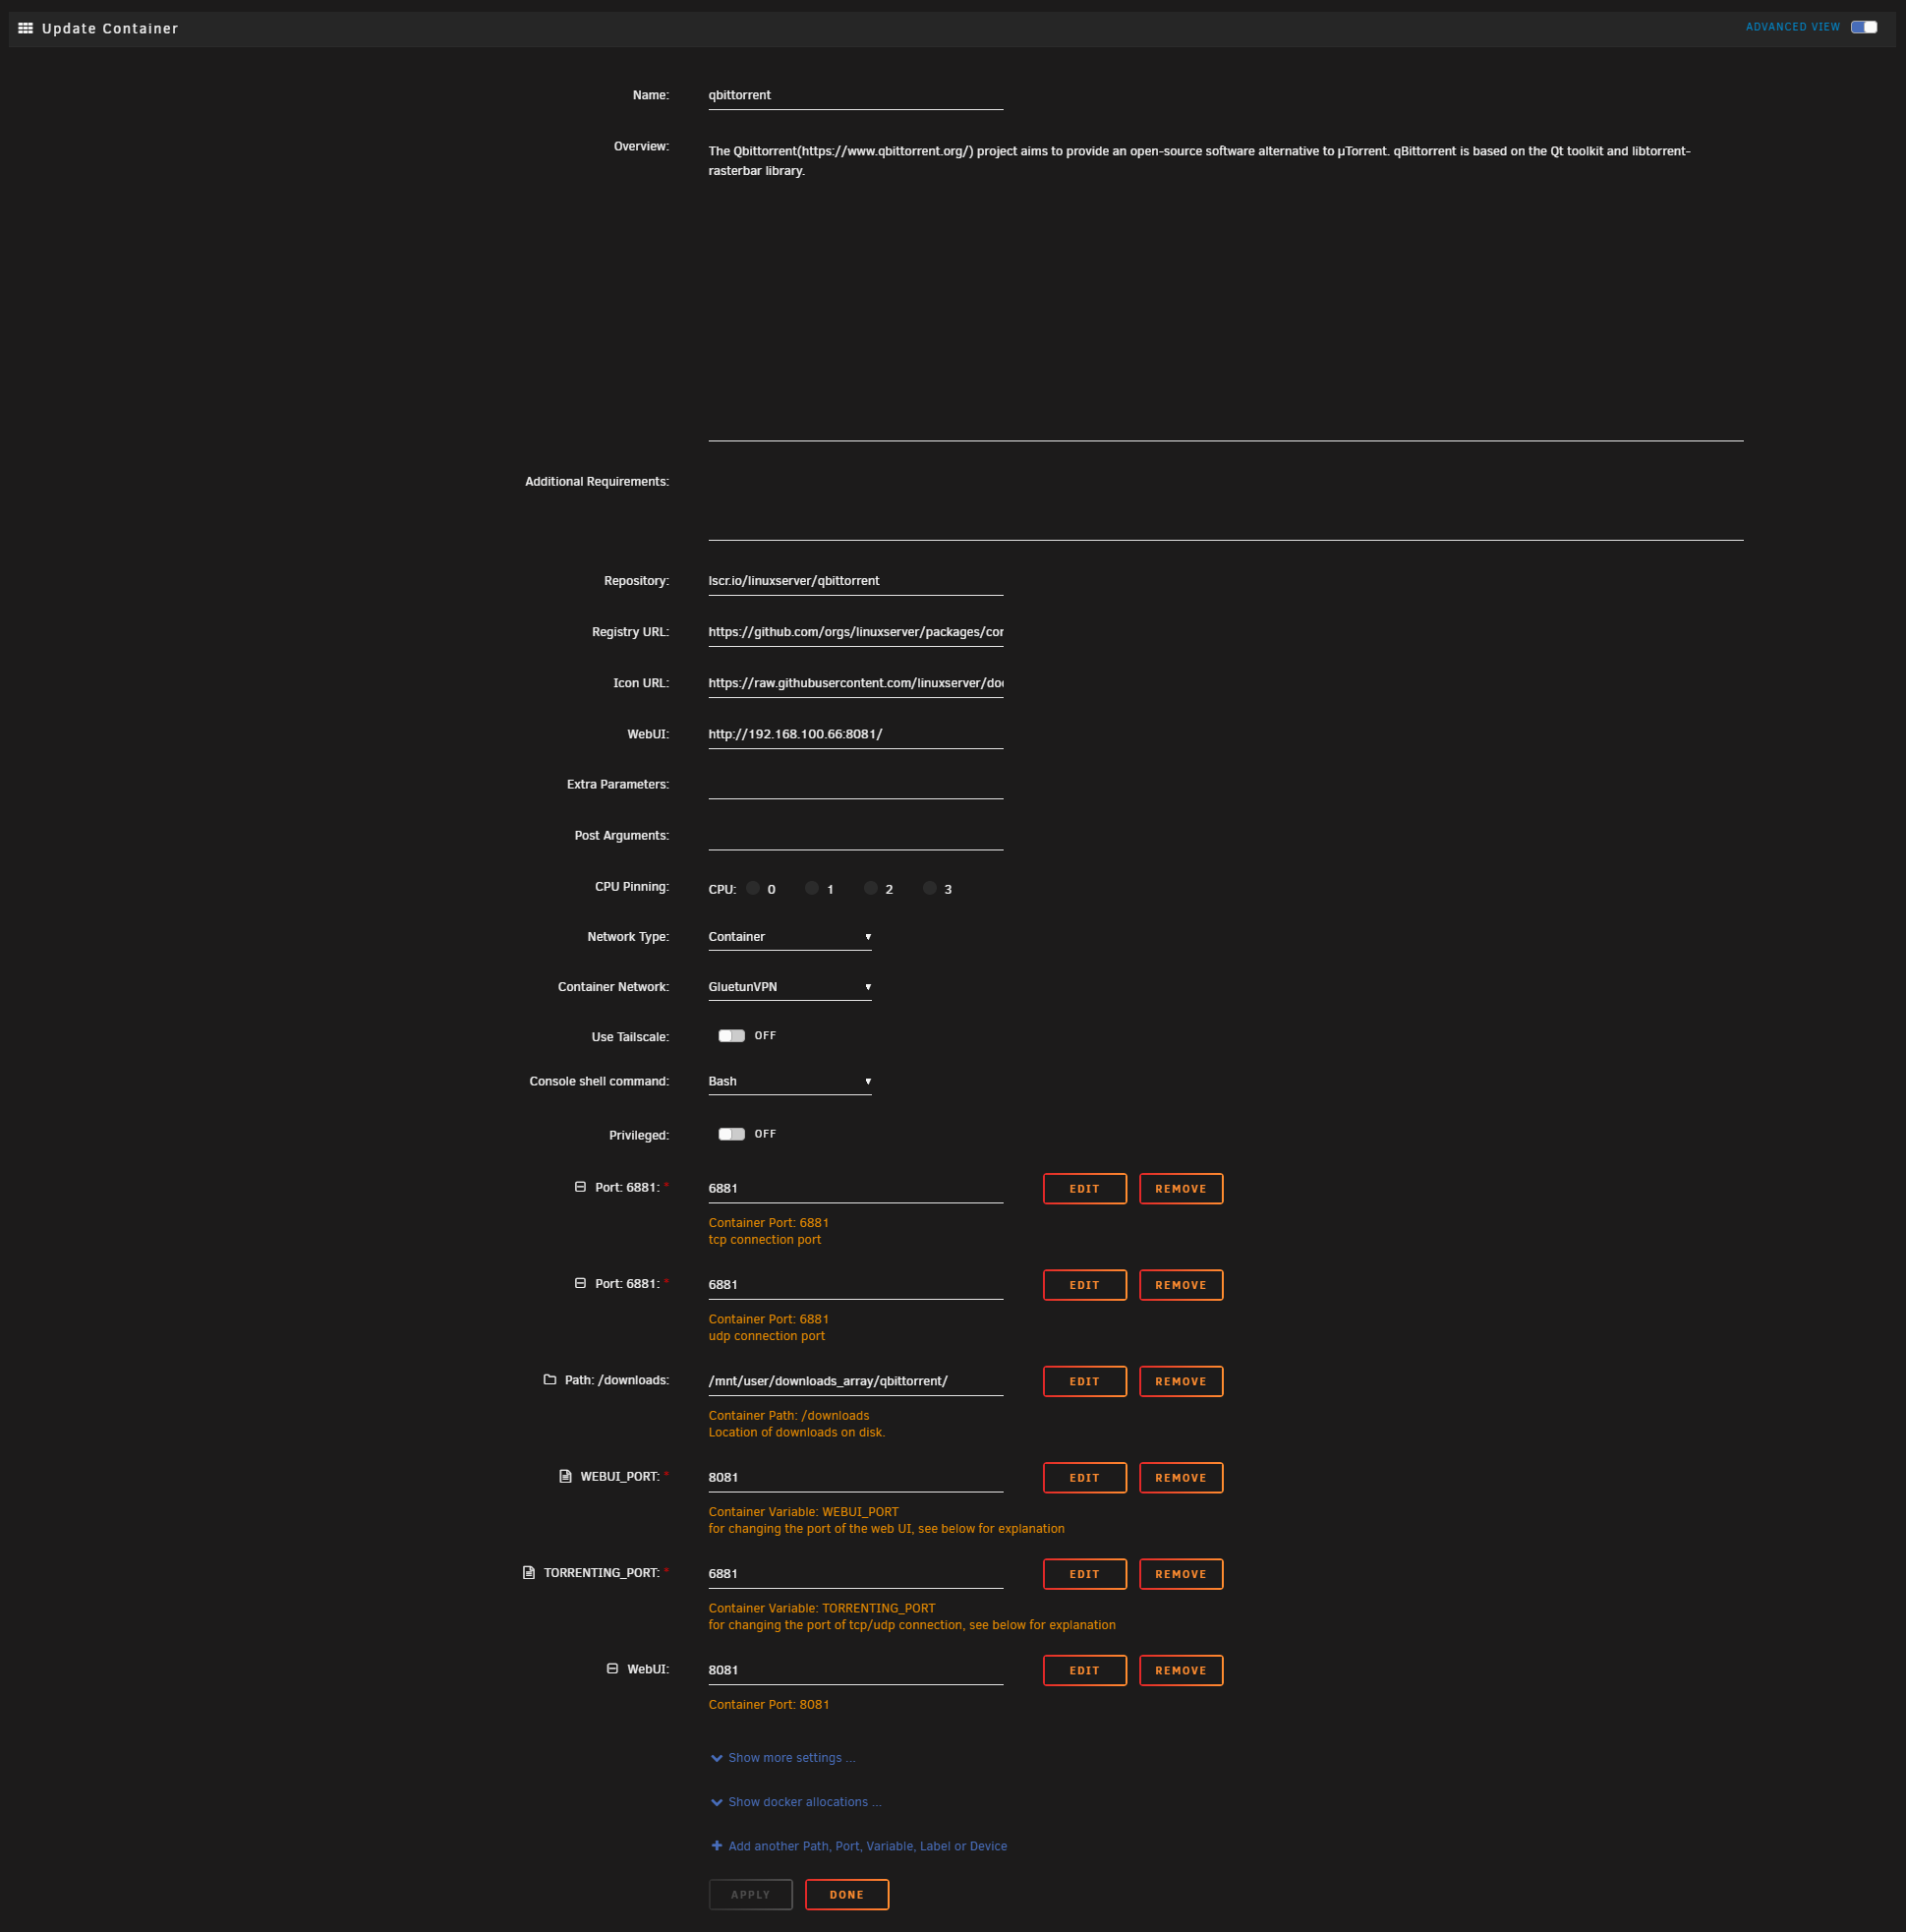 Update Container
ADVANCED VIEW
Name:
qbittorrent
Overview:
The Qbittorrent(https://www.qbittorrent.org/) project aims to provide an open-source software alternative to µTorrent. qBittorrent is based on the Qt toolkit and libtorrent-
rasterbar library.
Additional Requirements:
Repository:
lscr.io/linuxserver/qbittorrent
Registry URL:
https://github.com/orgs/linuxserver/packages/cor
Icon URL:
https://raw.githubusercontent.com/linuxserver/doc
WebUI:
http://192.168.100.66:8081/
Extra Parameters:
Post Arguments:
CPU Pinning:
CPU: 0 1 2 3
Network Type:
Container
Container Network:
GluetunVPN
Use Tailscale:
OFF
Console shell command:
Bash
Privileged:
OFF
Port: 6881: *
6881
EDIT
REMOVE
Container Port: 6881
tcp connection port
Port: 6881: *
6881
EDIT
REMOVE
Container Port: 6881
udp connection port
Path: /downloads:
/mnt/user/downloads_array/qbittorrent/
EDIT
REMOVE
Container Path: /downloads
Location of downloads on disk.
WEBUI_PORT: *
8081
EDIT
REMOVE
Container Variable: WEBUI_PORT
for changing the port of the web UI, see below for explanation
TORRENTING_PORT: *
6881
EDIT
REMOVE
Container Variable: TORRENTING_PORT
for changing the port of tcp/udp connection, see below for explanation
WebUI:
8081
EDIT
REMOVE
Container Port: 8081
Show more settings ...
Show docker allocations ...
Add another Path, Port, Variable, Label or Device
APPLY
DONE